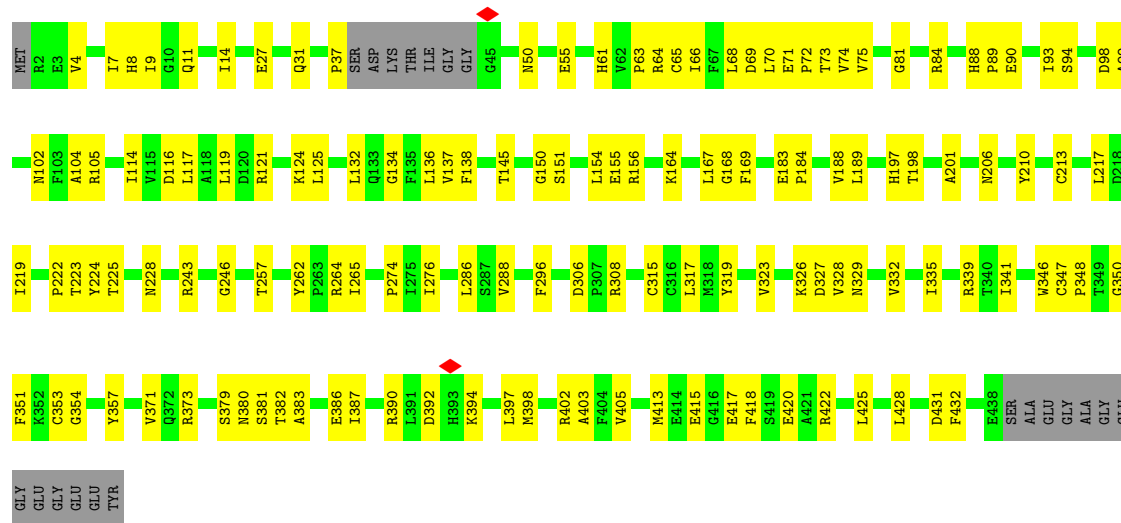 MET R2 E3 V4 I7 H8 I9 G10 Q11 I14 E27 Q31 P37 SER ASP LYS THR ILE GLY GLY G45 N50 E55 H61 V62 P63 R64 C65 I66 F67 L68 D69 L70 E71 P72 T73 V74 V75 G81 R84 H88 P89 E90 I93 S94 D98
N102 F103 A104 R105 I114 V115 D116 L117 A118 L119 D120 R121 K124 L125 L132 Q133 G134 F135 L136 V137 F138 T145 G150 S151 L154 E155 R156 K164 L167 G168 F169 E183 P184 V188 L189 H197 T198 A201 N206 Y210 C213 L217 D218
I219 P222 T223 Y224 T225 N228 R243 G246 T257 Y262 P263 R264 I265 P274 I275 I276 L286 S287 V288 F296 D306 P307 R308 C315 C316 L317 M318 Y319 V323 K326 D327 V328 N329 V332 I335 R339 T340 I341 W346 C347 P348 T349 G350
F351 K352 C353 G354 Y357 V371 Q372 R373 S379 N380 S381 T382 A383 E386 I387 R390 L391 D392 H393 K394 L397 M398 R402 A403 F404 V405 M413 E414 E415 G416 E417 F418 S419 E420 A421 R422 L425 L428 D431 F432 E438 SER ALA GLU GLY ALA GLY
GLY GLU GLY GLU GLU TYR